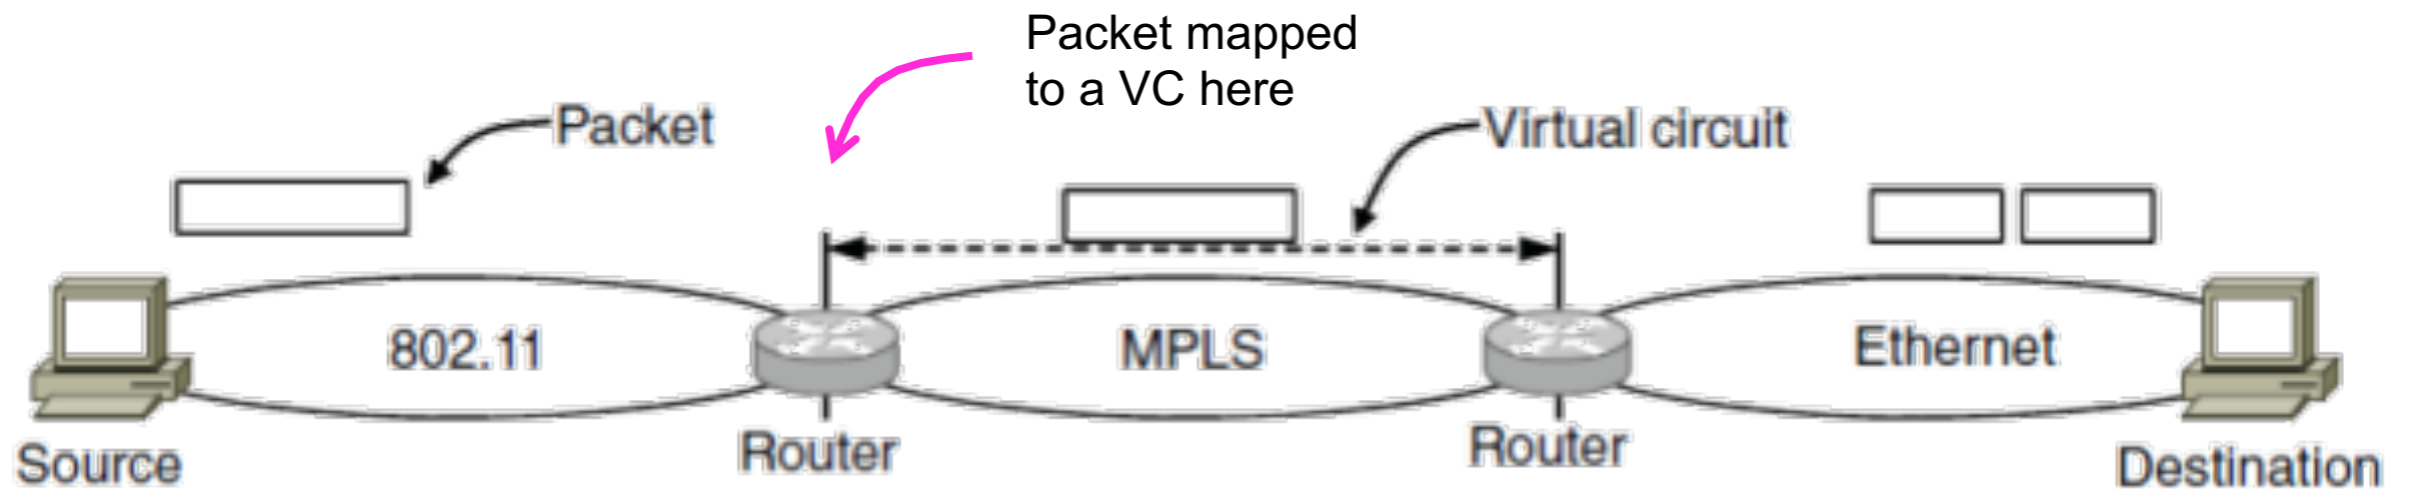 Packet mapped
to a VC here
Packet
Virtual circuit
802.11
MPLS
Ethernet
Source
Router
Router
Destination